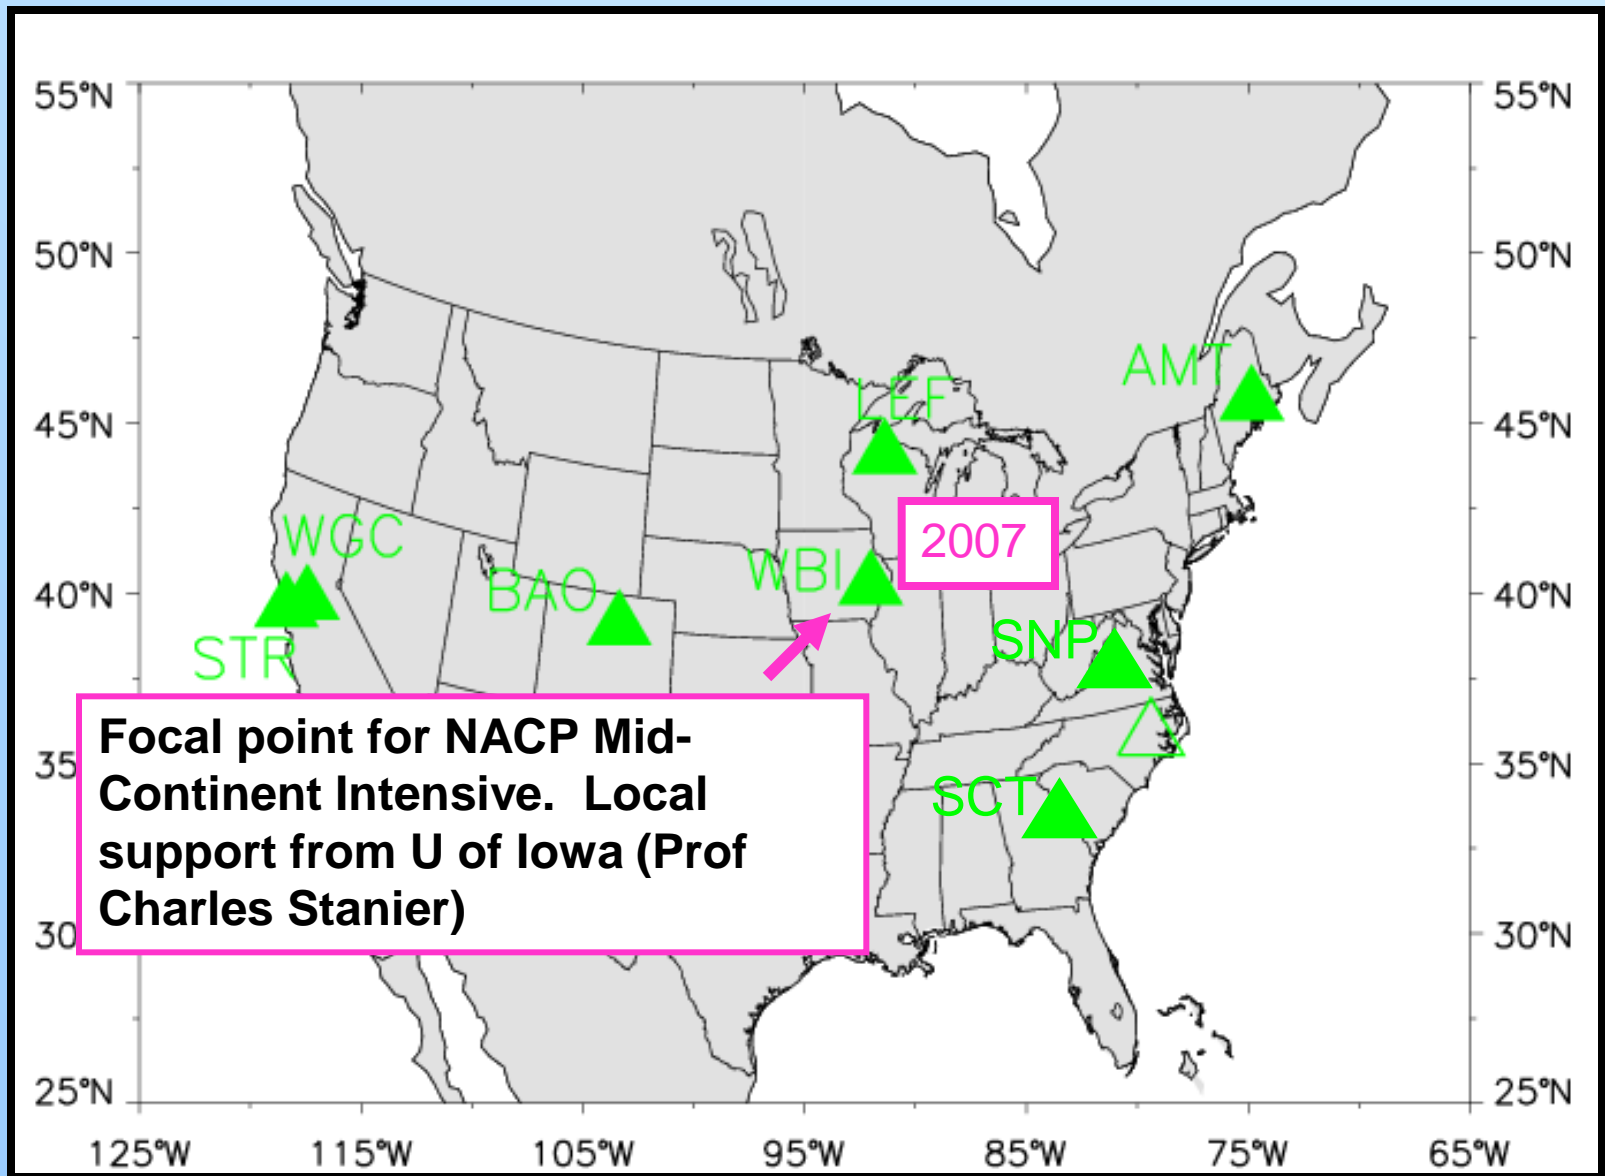 55°N
55°N
50°N
50°N
AMT
LEF
45°N
45°N
WGC
2007
BAO
WBI
40°N
40°N
STR
SNP
Focal point for NACP Mid-
Continent Intensive.  Local
support from U of Iowa (Prof
Charles Stanier)
35
35°N
SCT
30
30°N
25°N
25°N
125°W
115°W
105°W
95°W
85°W
75°W
65°W